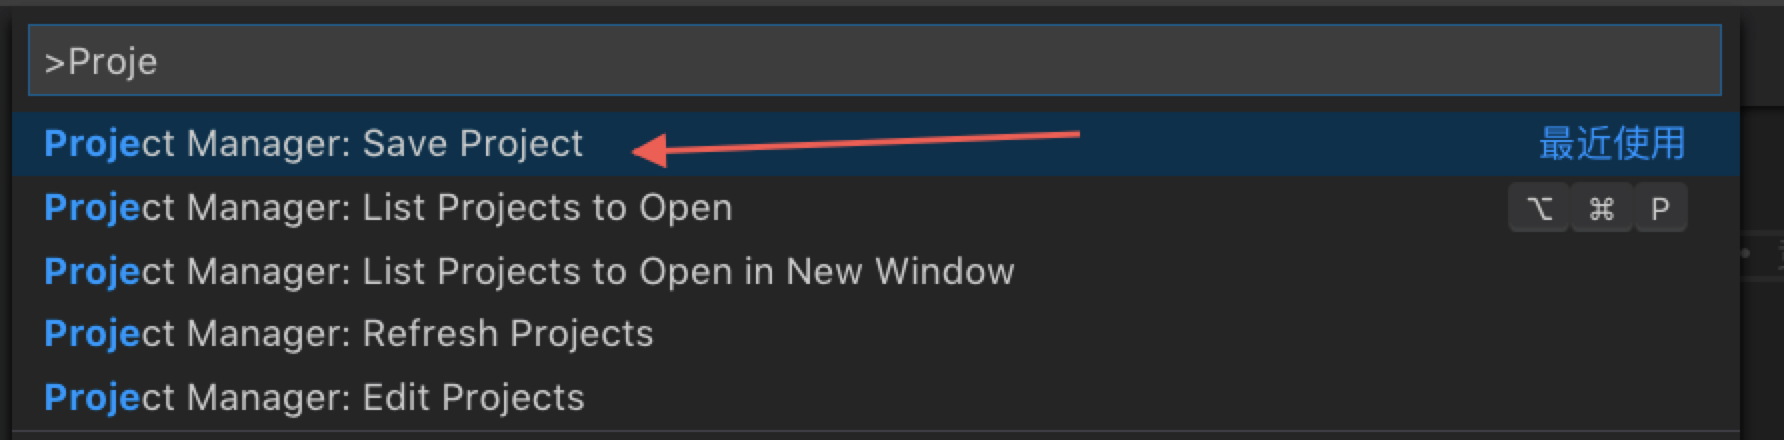 >Proje
Project Manager: Save Project 最近使用
Project Manager: List Projects to Open ⌥ ⌘ P
Project Manager: List Projects to Open in New Window
Project Manager: Refresh Projects
Project Manager: Edit Projects